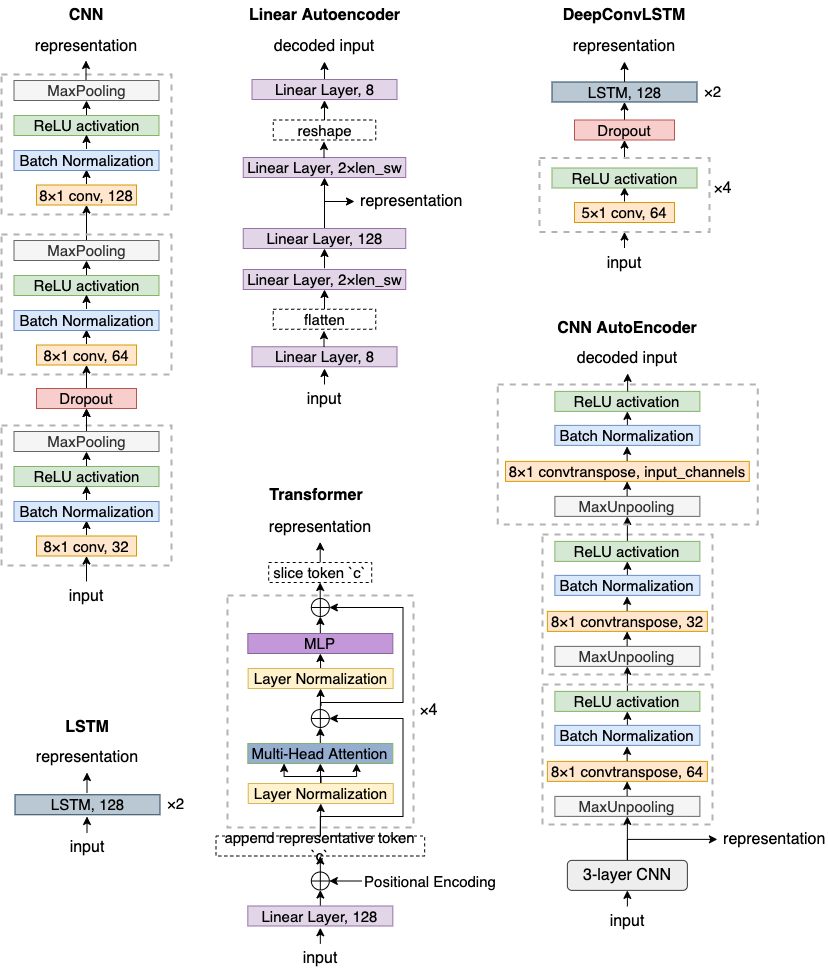 CNN
representation
MaxPooling
ReLU activation
Batch Normalization
8×1 conv, 128
MaxPooling
ReLU activation
Batch Normalization
8×1 conv, 64
Dropout
MaxPooling
ReLU activation
Batch Normalization
8×1 conv, 32
input
LSTM
representation
LSTM, 128
×2
input
Linear Autoencoder
decoded input
Linear Layer, 8
reshape
Linear Layer, 2×len_sw
representation
Linear Layer, 128
Linear Layer, 2×len_sw
flatten
Linear Layer, 8
input
Transformer
representation
slice token `c`
MLP
Layer Normalization
×4
Multi-Head Attention
Layer Normalization
append representative token
`c`
Positional Encoding
Linear Layer, 128
input
DeepConvLSTM
representation
LSTM, 128
×2
Dropout
ReLU activation
×4
5×1 conv, 64
input
CNN AutoEncoder
decoded input
ReLU activation
Batch Normalization
8×1 convtranspose, input_channels
MaxUnpooling
ReLU activation
Batch Normalization
8×1 convtranspose, 32
MaxUnpooling
ReLU activation
Batch Normalization
8×1 convtranspose, 64
MaxUnpooling
representation
3-layer CNN
input